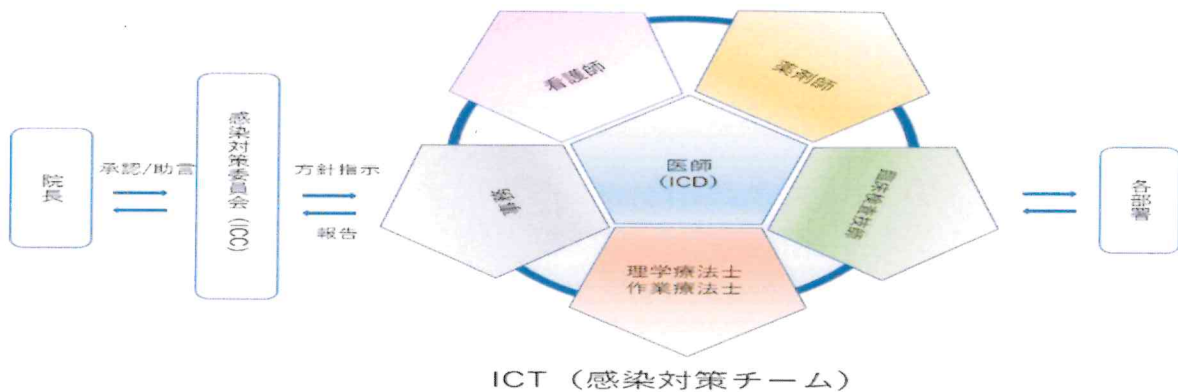 看護師
薬剤師
院長
承認/助言
感染対策委員会(ICC)
方針指示
報告
医師
(ICD)
事務
臨床検査技師
理学療法士
作業療法士
各部署
ICT (感染対策チーム)